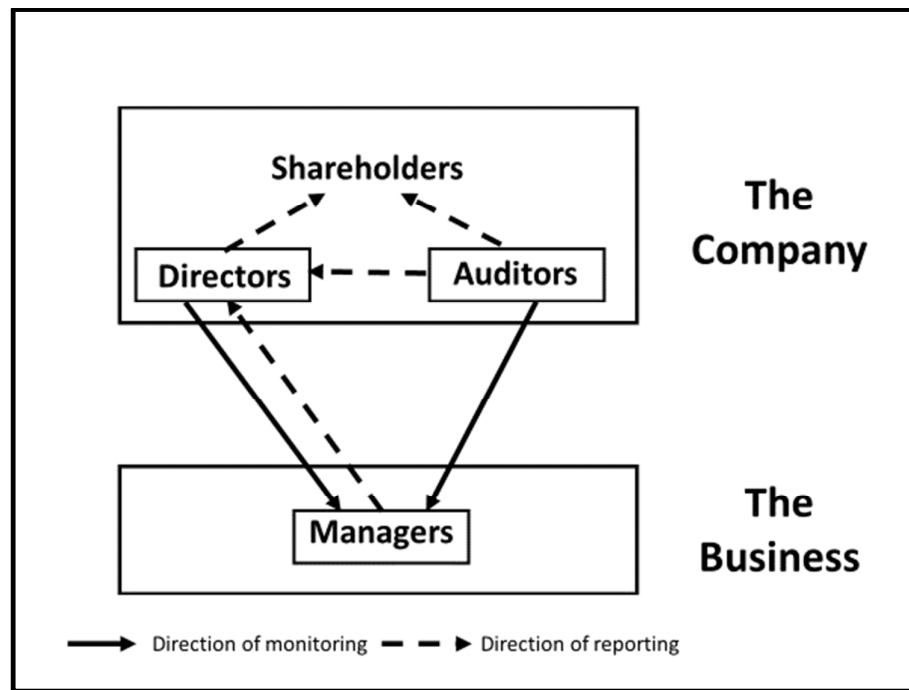 Shareholders
The
Company
Directors
Auditors
The
Business
Managers
Direction of monitoring
Direction of reporting